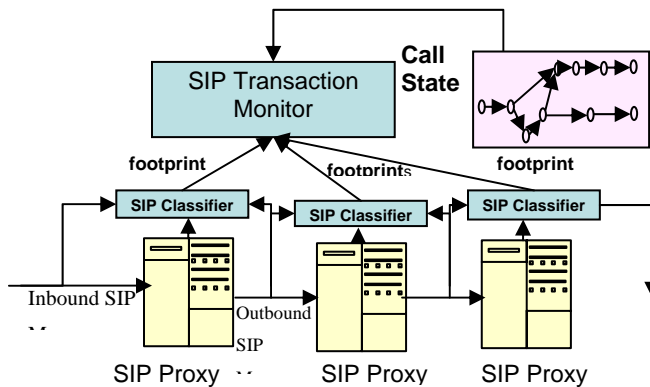 Call
State
SIP Transaction
Monitor
footprint
footprints
footprint
SIP Classifier
SIP Classifier
SIP Classifier
Inbound SIP
Outbound
SIP
SIP Proxy
SIP Proxy
SIP Proxy